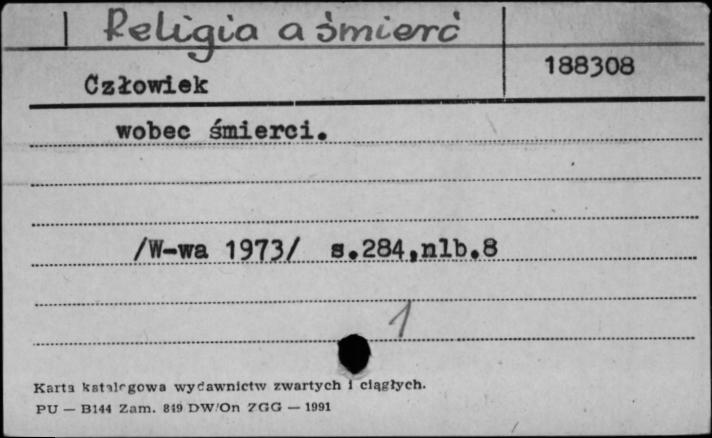 Religia a śmierć
188308
Człowiek
wobec śmierci.
/W-wa 1973/ s.284,nlb.8
1
Karta katalogowa wydawnictw zwartych i ciągłych.
PU — B144 Zam. 849 DW/On ZGG — 1991